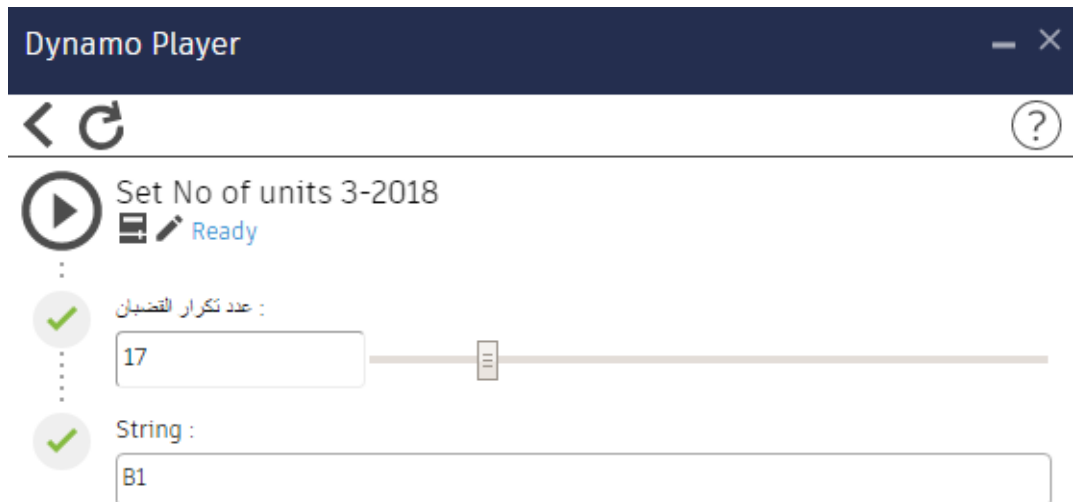 Dynamo Player
Set No of units 3-2018
Ready
عدد تكرار القضبان :
17
String :
B1